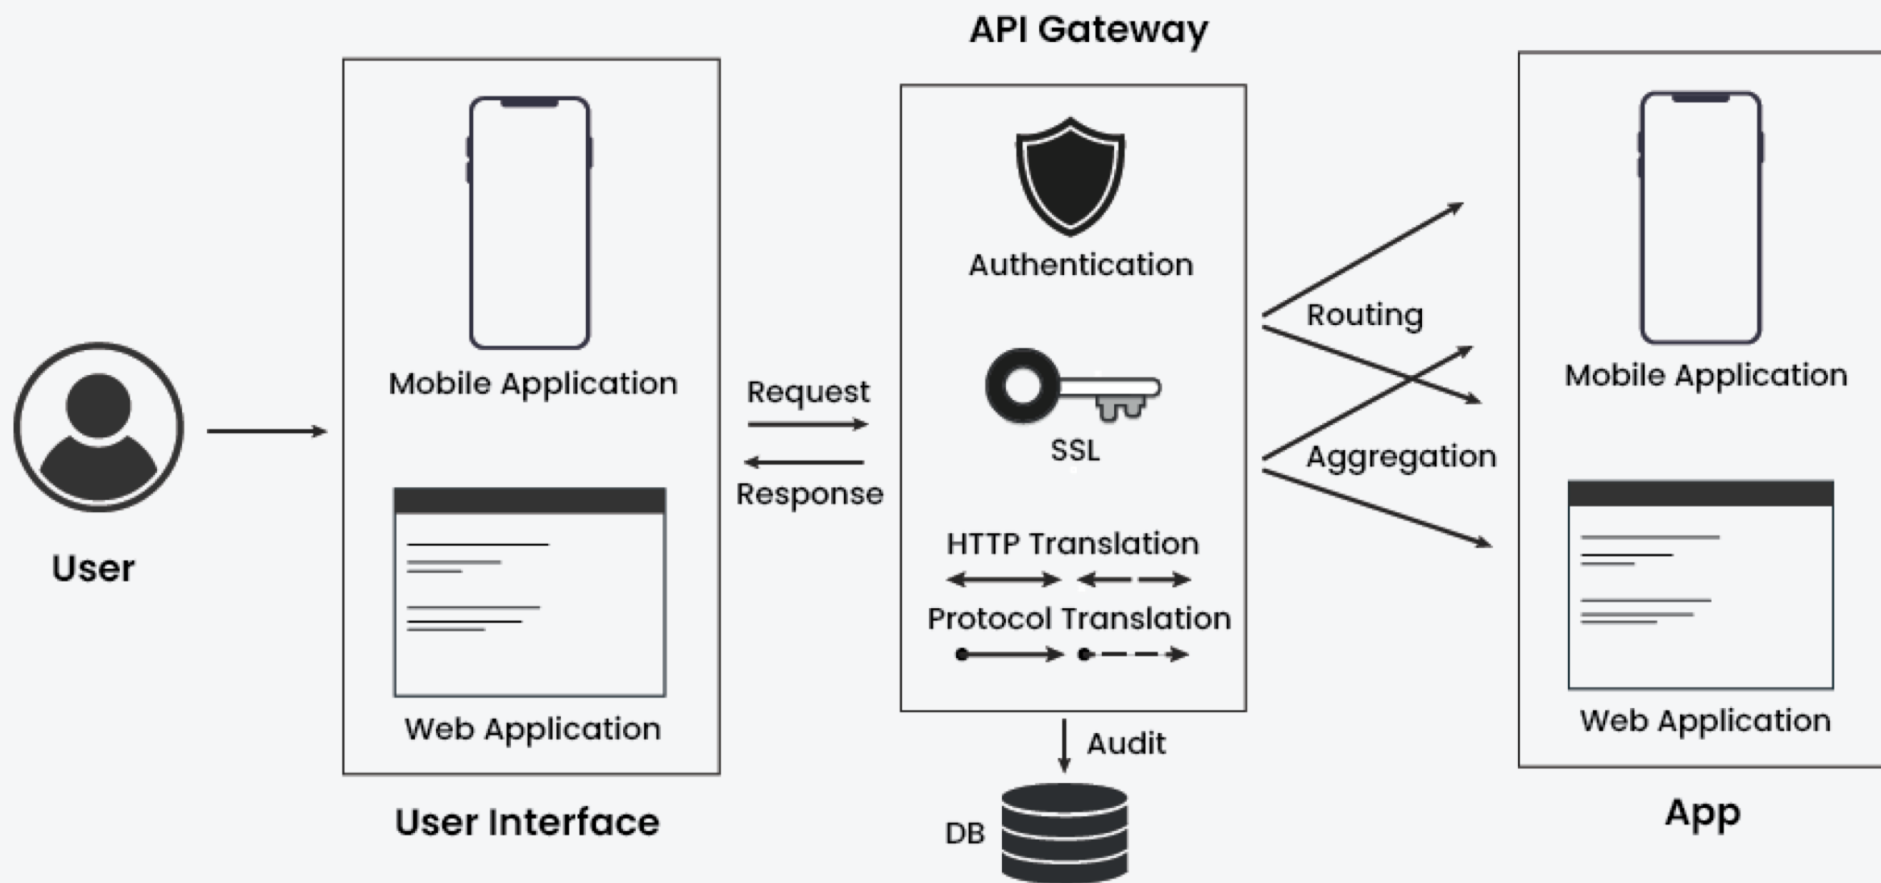 API Gateway
User
Mobile Application
Web Application
User Interface
Request
Response
Authentication
SSL
HTTP Translation
Protocol Translation
Audit
DB
Routing
Aggregation
Mobile Application
Web Application
App